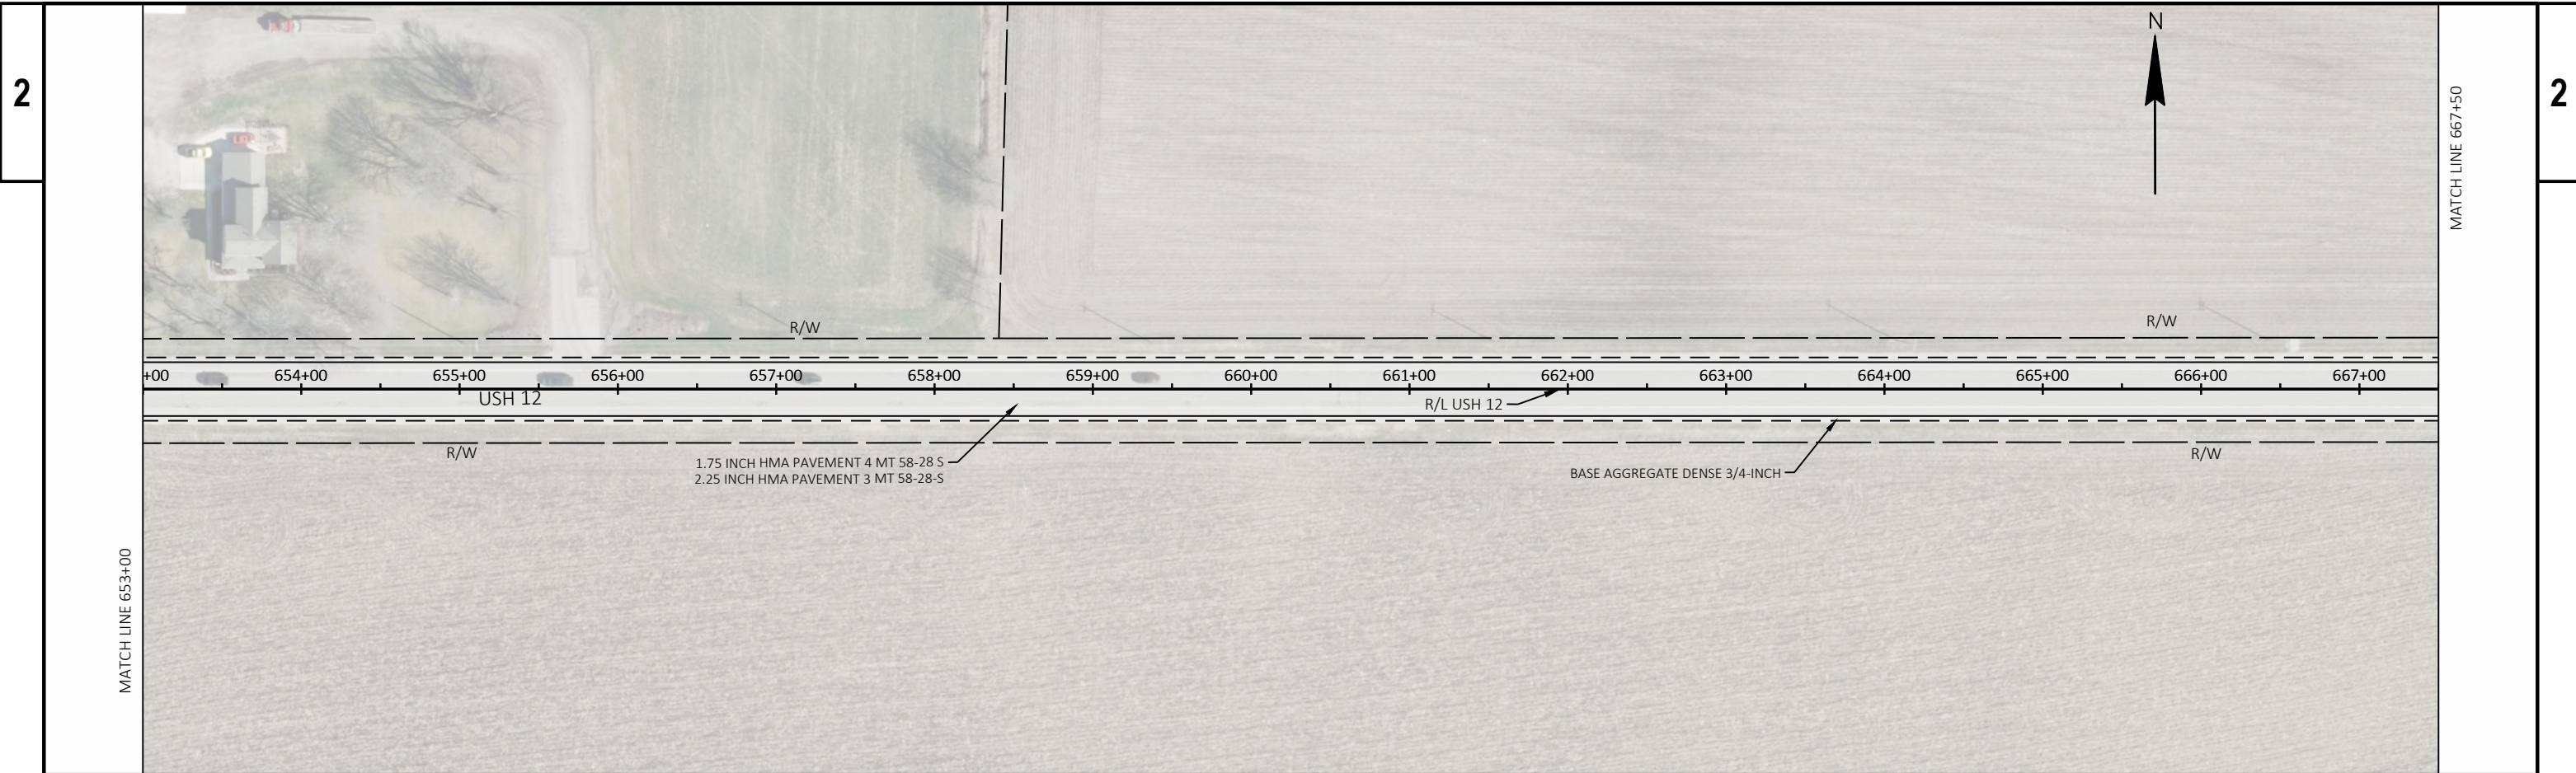 N
2
2
MATCH LINE 667+50
R/W
R/W
+00 654+00 655+00 656+00 657+00 658+00 659+00 660+00 661+00 662+00 663+00 664+00 665+00 666+00 667+00
USH 12
R/L USH 12
R/W
R/W
1.75 INCH HMA PAVEMENT 4 MT 58-28 S
2.25 INCH HMA PAVEMENT 3 MT 58-28-S
BASE AGGREGATE DENSE 3/4-INCH
MATCH LINE 653+00